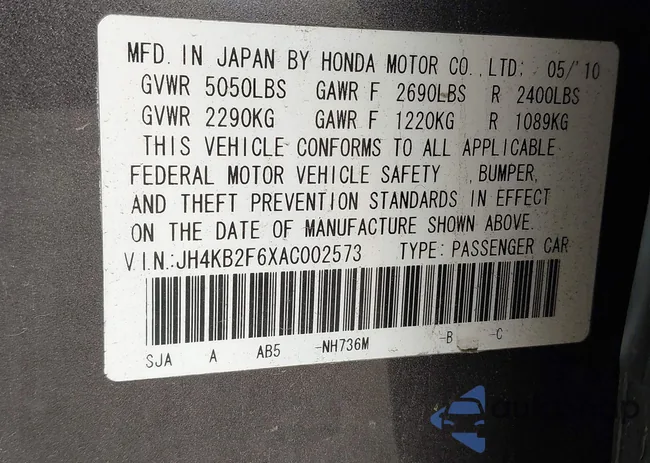 MFD. IN JAPAN BY HONDA MOTOR CO.,LTD. 05/'10
GVWR 5050LBS GAWR F 2690LBS R 2400LBS
GVWR 2290KG GAWR F 1220KG R 1089KG
THIS VEHICLE CONFORMS TO ALL APPLICABLE
FEDERAL MOTOR VEHICLE SAFETY ,BUMPER,
AND THEFT PREVENTION STANDARDS IN EFFECT
ON THE DATE OF MANUFACTURE SHOWN ABOVE.
V.I.N.:JH4KB2F6XAC002573 TYPE: PASSENGER CAR
SJA A AB5 -NH736M -B -C